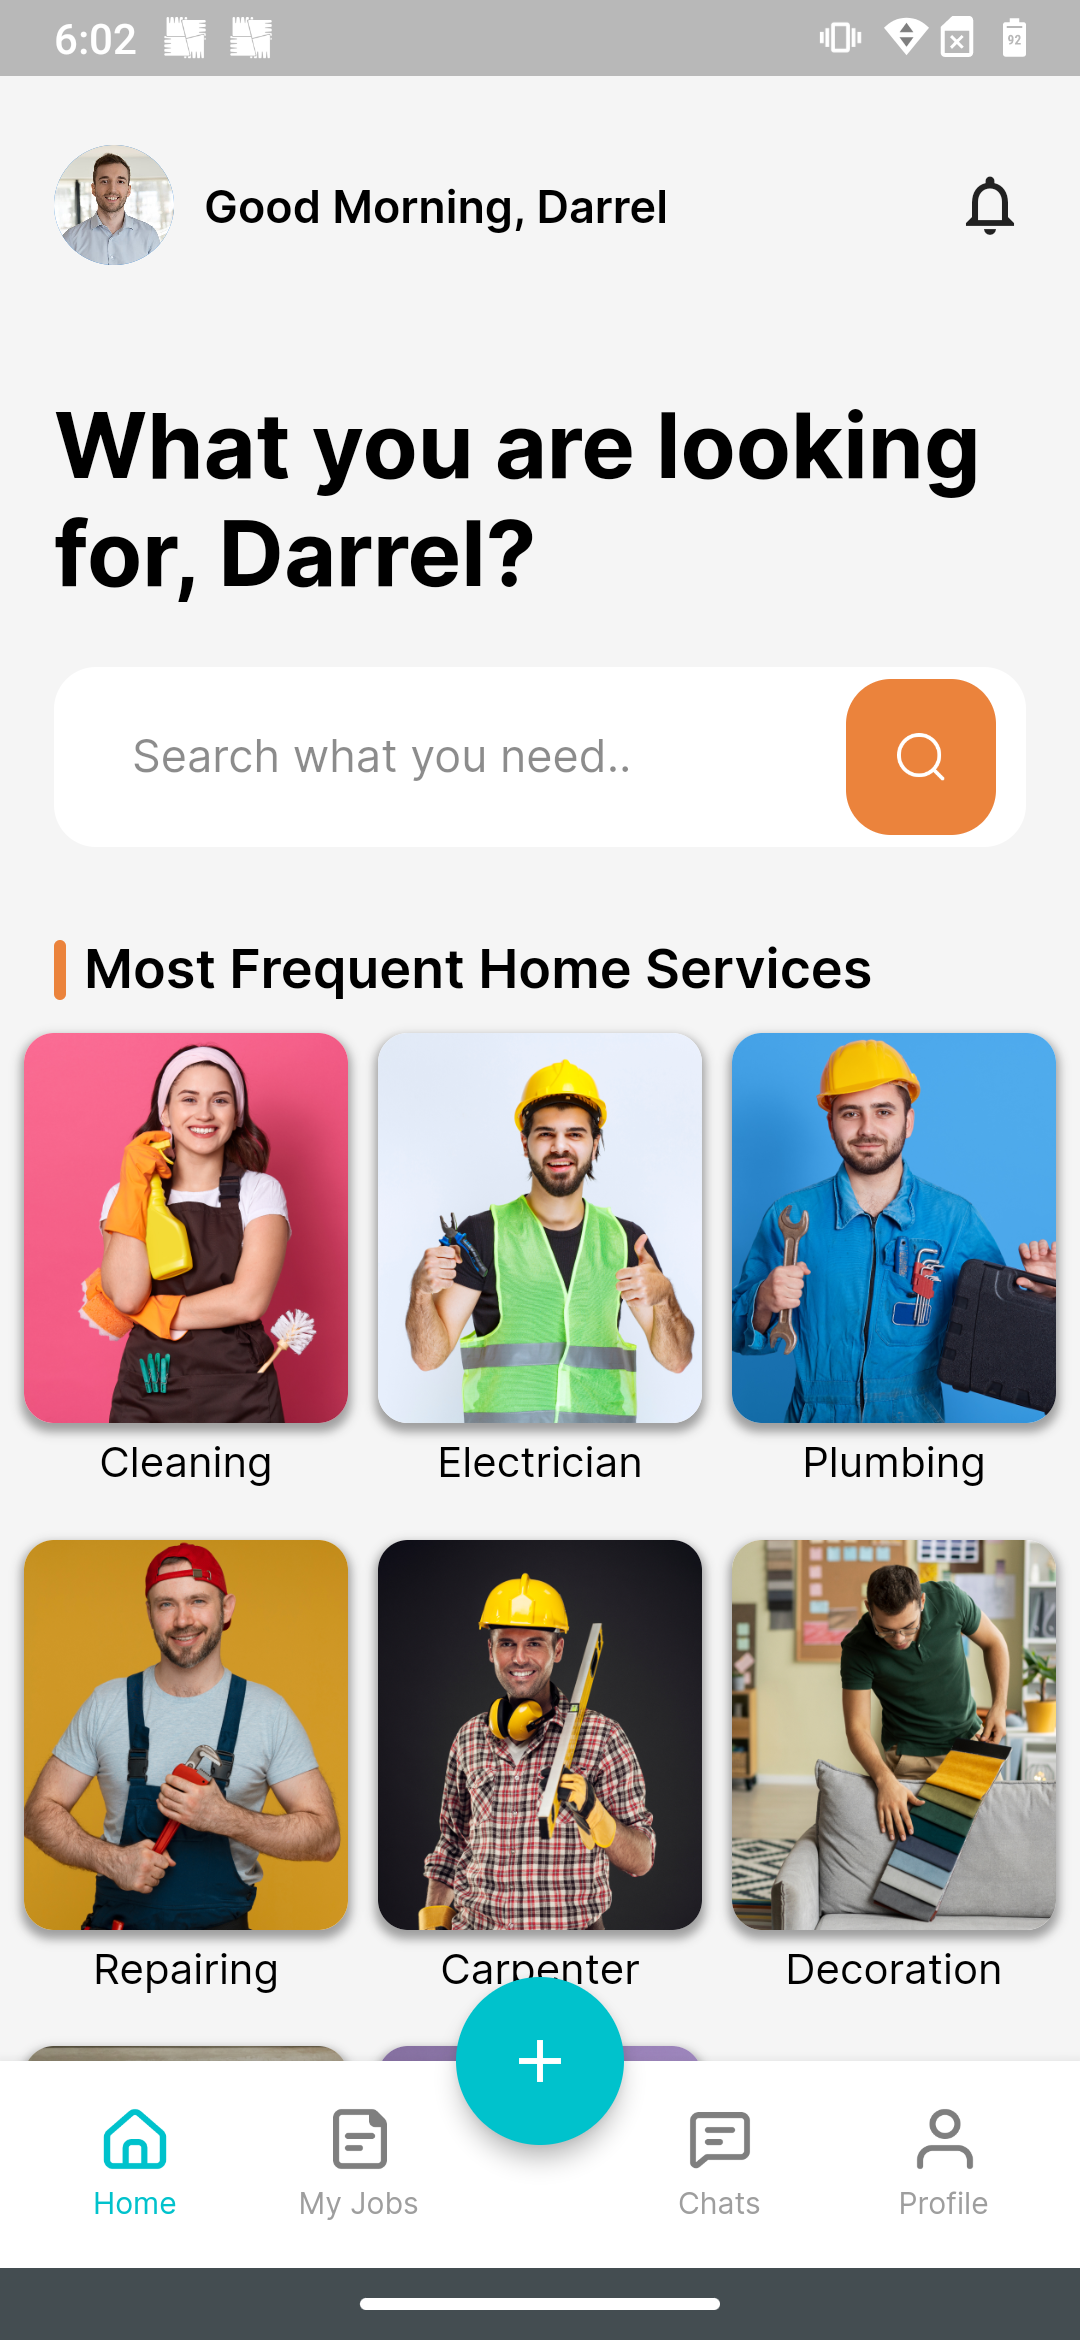 6:02
92
Good Morning, Darrel
What you are looking
for, Darrel?
Search what you need..
Most Frequent Home Services
Cleaning
Electrician
Plumbing
Repairing
Carpenter
Decoration
Home
My Jobs
Chats
Profile